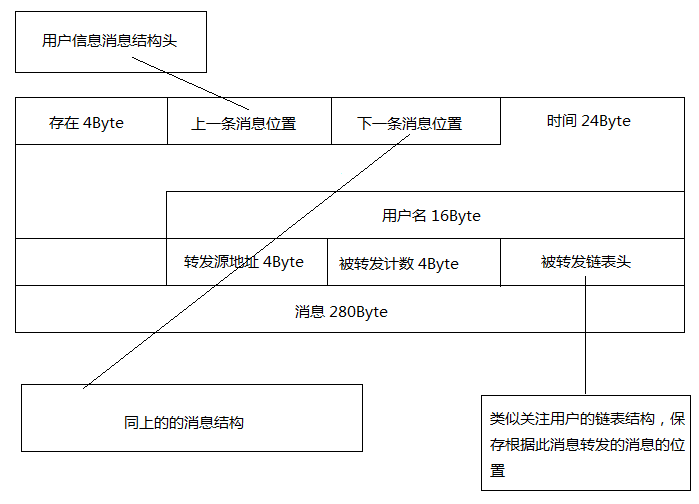 用户信息消息结构头
存在 4Byte
上一条消息位置
下一条消息位置
时间 24Byte
用户名 16Byte
转发源地址 4Byte
被转发计数 4Byte
被转发链表头
消息 280Byte
同上的的消息结构
类似关注用户的链表结构，保
存根据此消息转发的消息的位
置